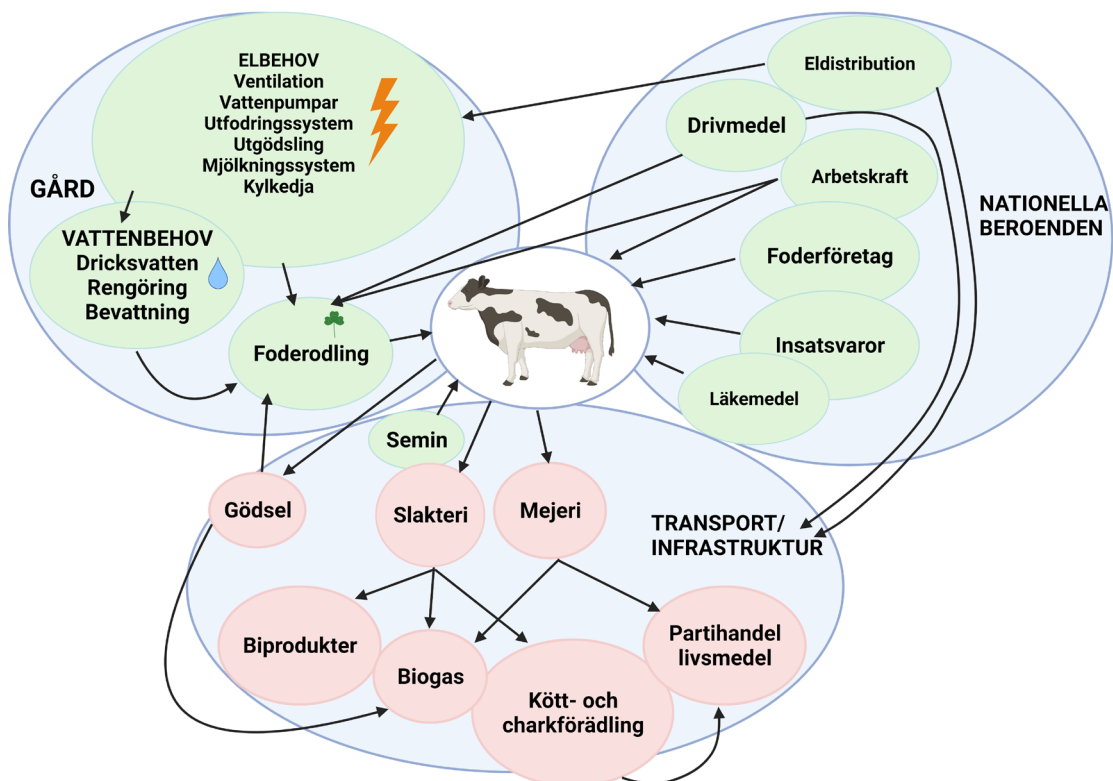 ELBEHOV
Ventilation
Vattenpumpar
Utfodringssystem
Utgödsling
Mjölkningssystem
Kylkedja
GÅRD
VATTENBEHOV
Dricksvatten
Rengöring
Bevattning
Foderodling
Eldistribution
Drivmedel
Arbetskraft
NATIONELLA
BEROENDEN
Foderföretag
Insatsvaror
Läkemedel
Semin
Gödsel
Slakteri
Mejeri
TRANSPORT/
INFRASTRUKTUR
Biprodukter
Biogas
Kött- och
charkförädling
Partihandel
livsmedel